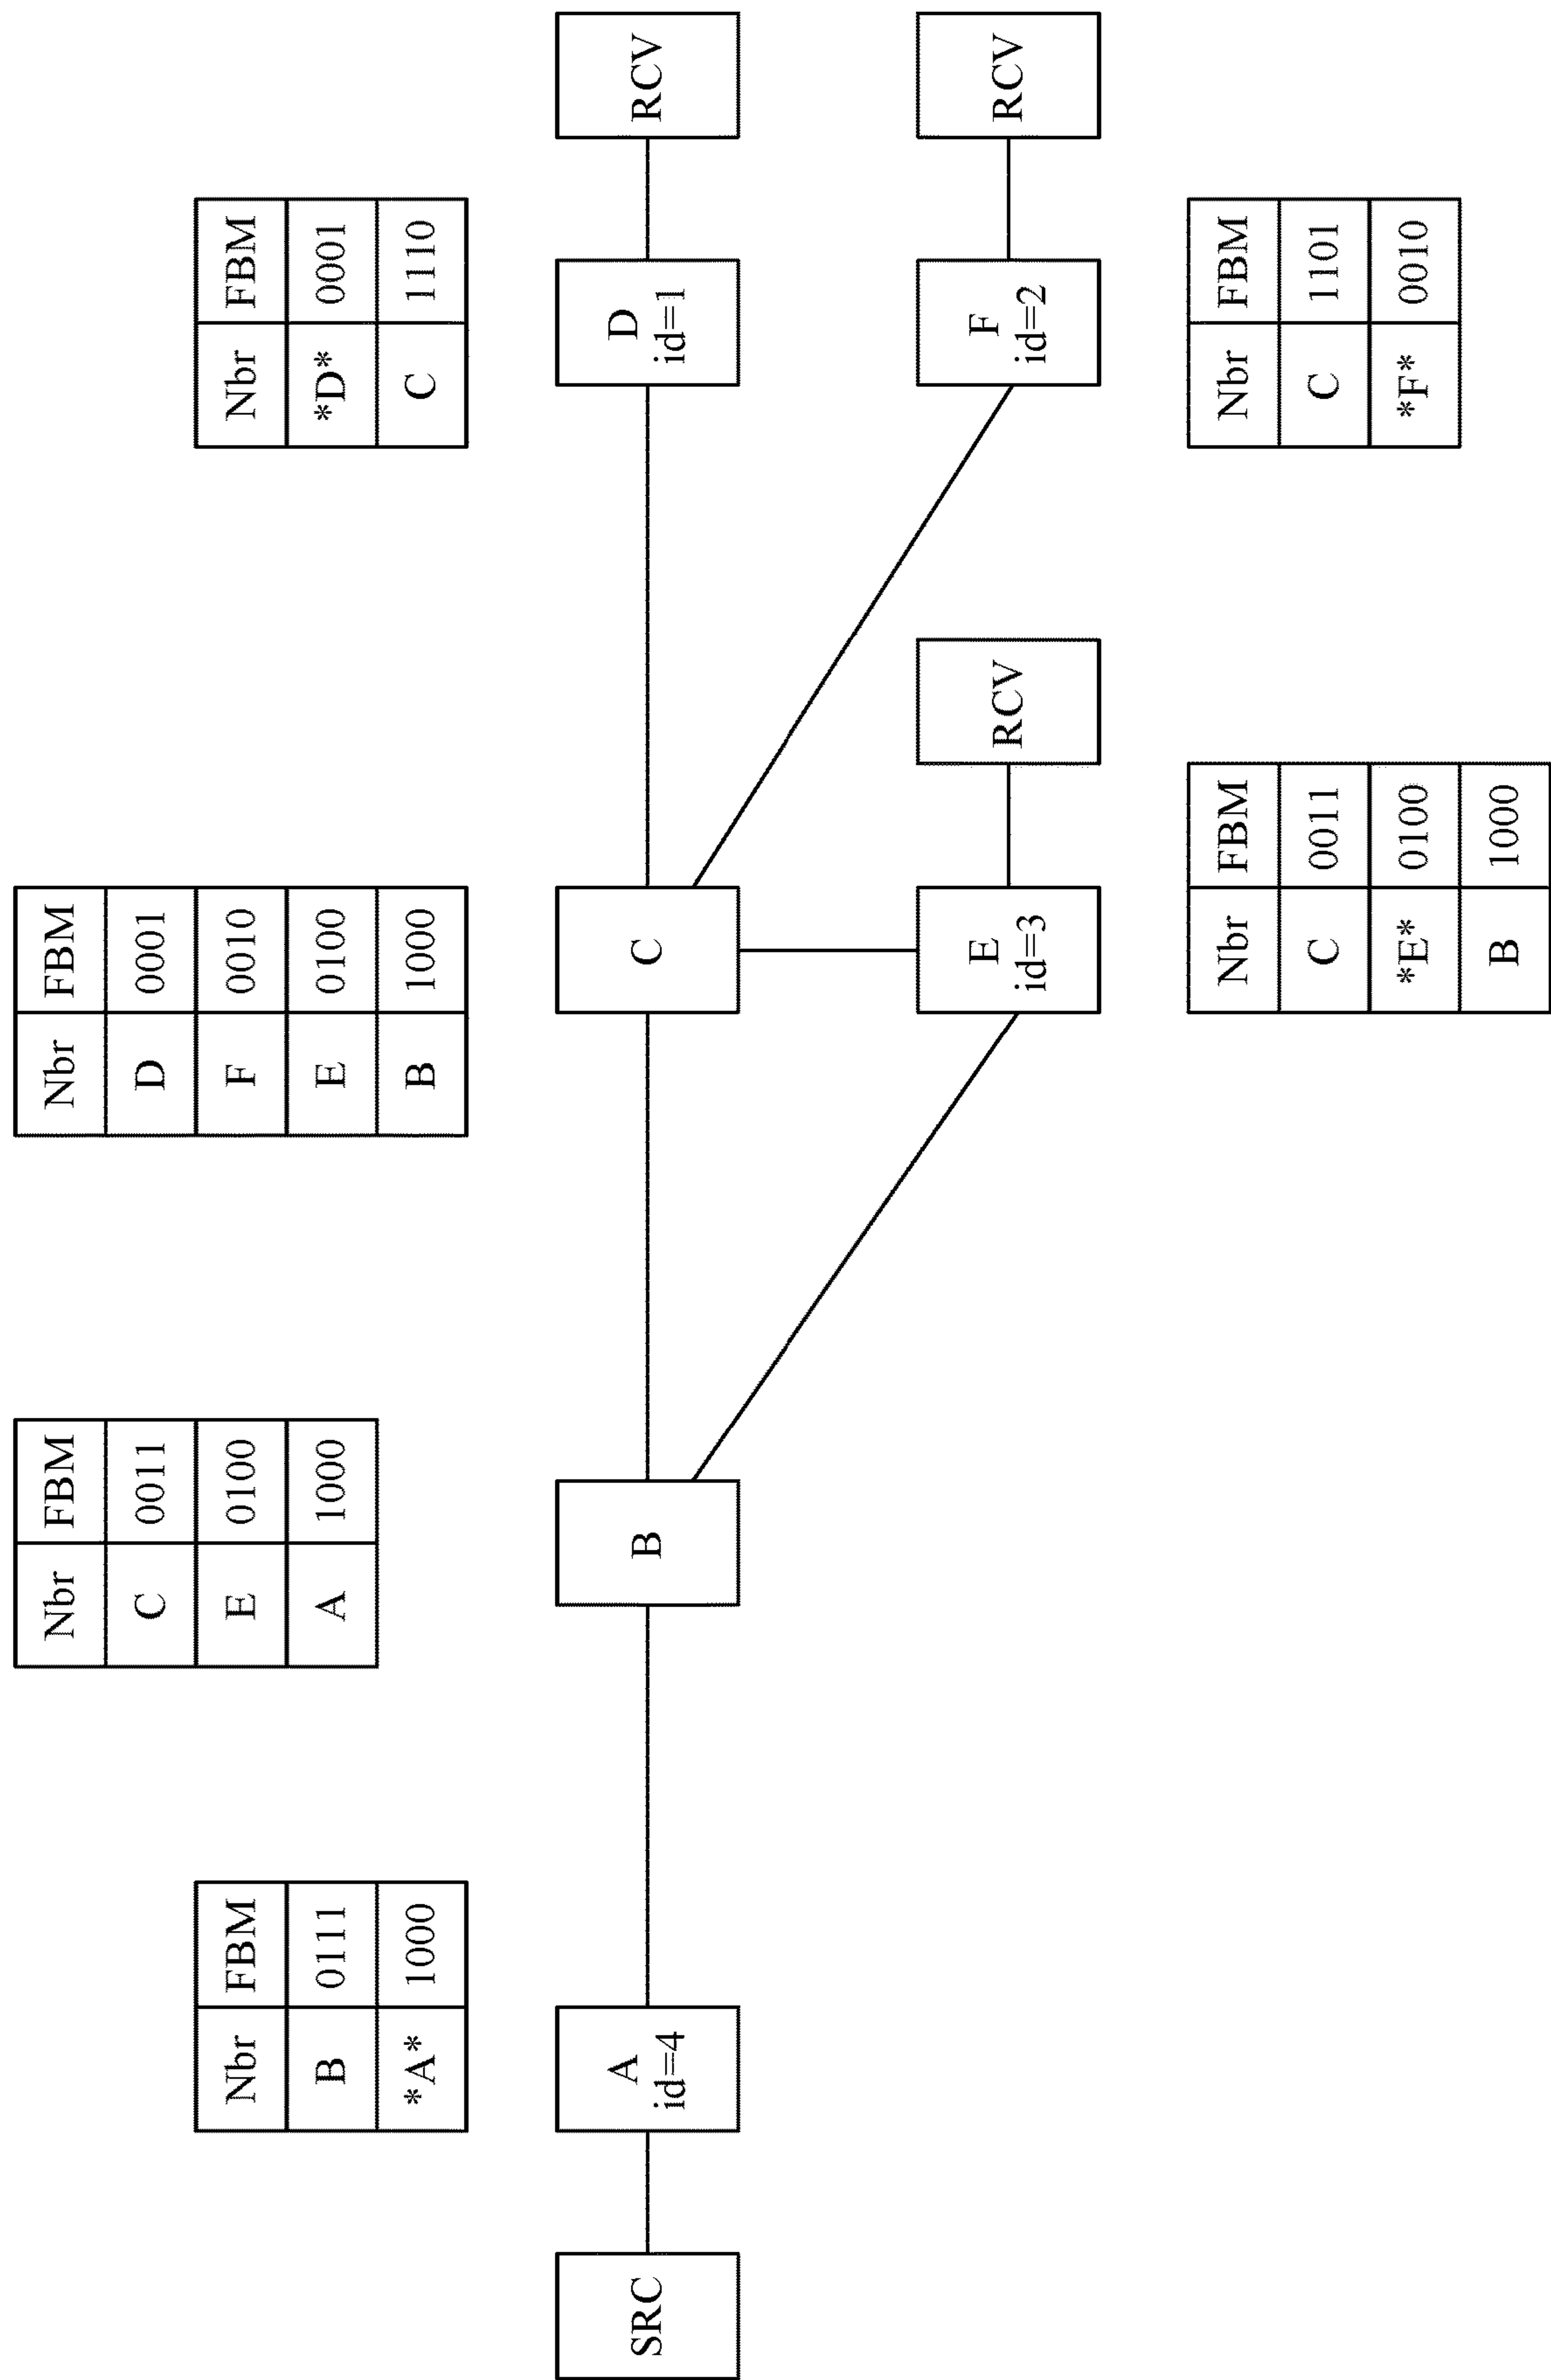 Nbr FBM
B 0111
*A* 1000
Nbr FBM
C 0011
E 0100
A 1000
Nbr FBM
D 0001
F 0010
E 0100
B 1000
Nbr FBM
*D* 0001
C 1110
SRC
A
id=4
B
C
D
id=1
RCV
E
id=3
RCV
F
id=2
RCV
Nbr FBM
C 0011
*E* 0100
B 1000
Nbr FBM
C 1101
*F* 0010